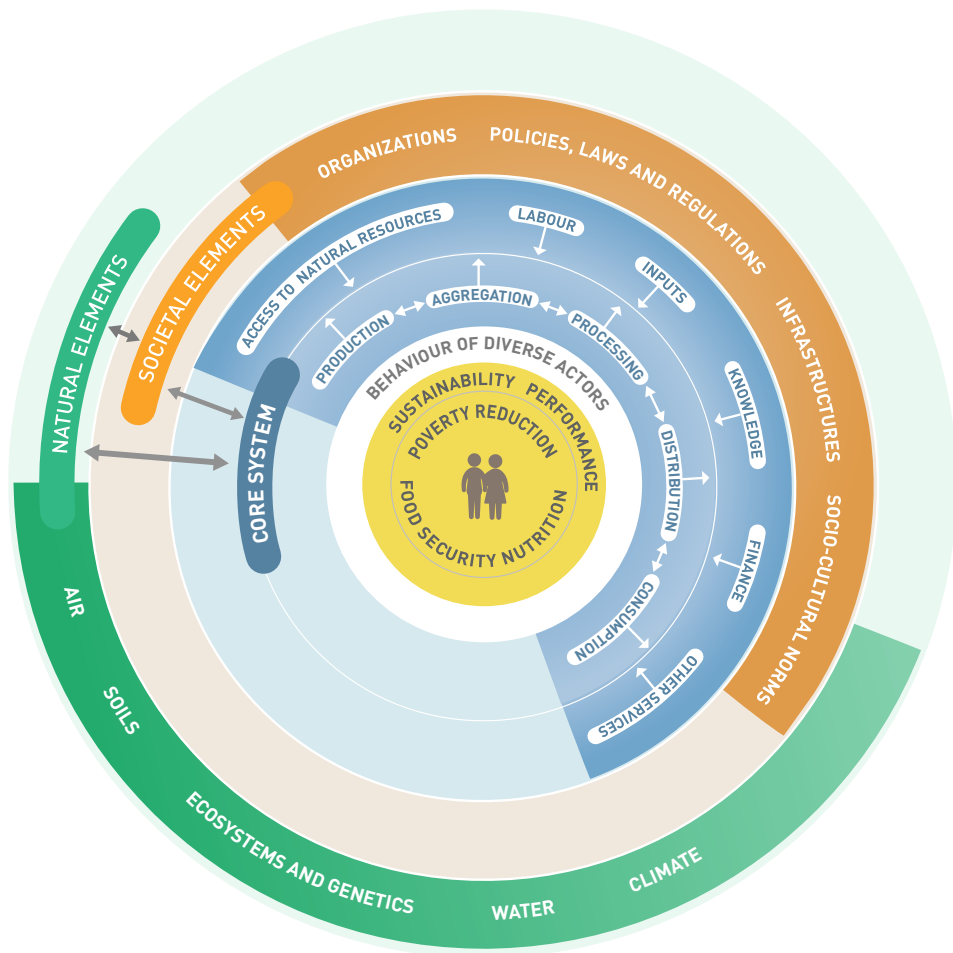 NATURAL ELEMENTS
SOCIETAL ELEMENTS
CORE SYSTEM
ORGANIZATIONS
POLICIES, LAWS AND REGULATIONS
INFRASTRUCTURES
SOCIO-CULTURAL NORMS
ACCESS TO NATURAL RESOURCES
LABOUR
INPUTS
KNOWLEDGE
FINANCE
OTHER SERVICES
PRODUCTION
AGGREGATION
PROCESSING
DISTRIBUTION
CONSUMPTION
BEHAVIOUR OF DIVERSE ACTORS
SUSTAINABILITY PERFORMANCE
POVERTY REDUCTION
FOOD SECURITY NUTRITION
AIR
SOILS
ECOSYSTEMS AND GENETICS
WATER
CLIMATE